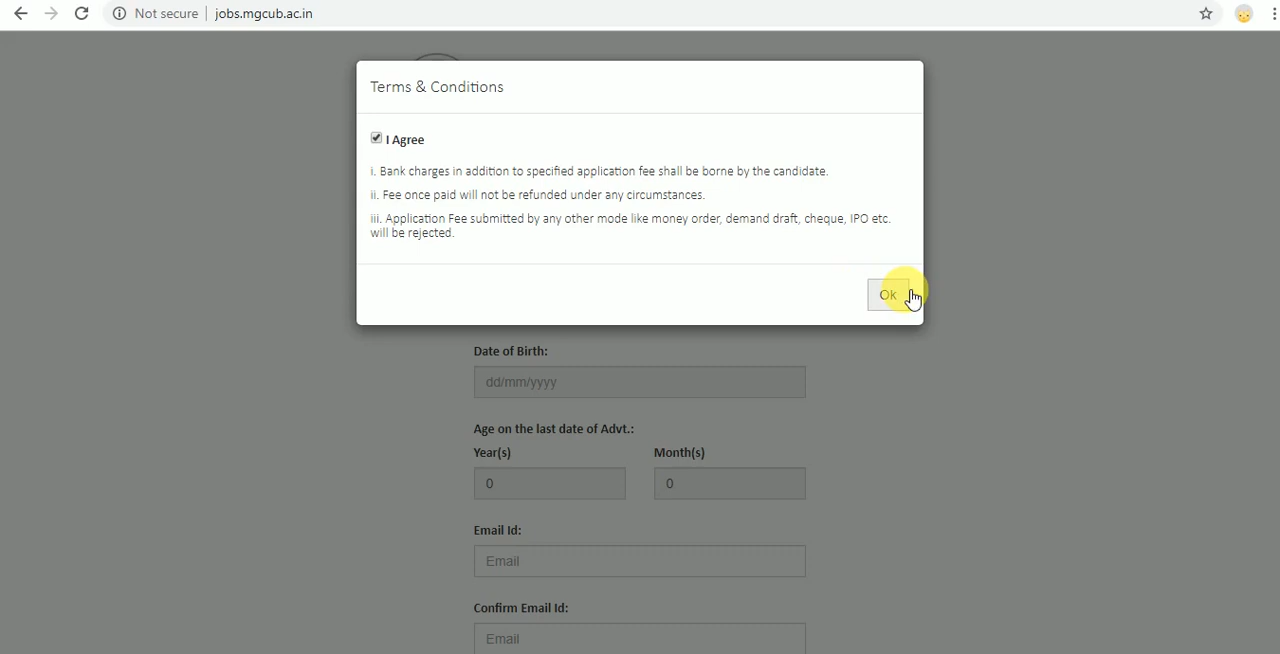 Not secure | jobs.mgcub.ac.in
Terms & Conditions
I Agree
i. Bank charges in addition to specified application fee shall be borne by the candidate.
ii. Fee once paid will not be refunded under any circumstances.
iii. Application Fee submitted by any other mode like money order, demand draft, cheque, IPO etc.
will be rejected.
Ok
Date of Birth:
dd/mm/yyyy
Age on the last date of Advt.:
Year(s) Month(s)
0 0
Email Id:
Email
Confirm Email Id:
Email